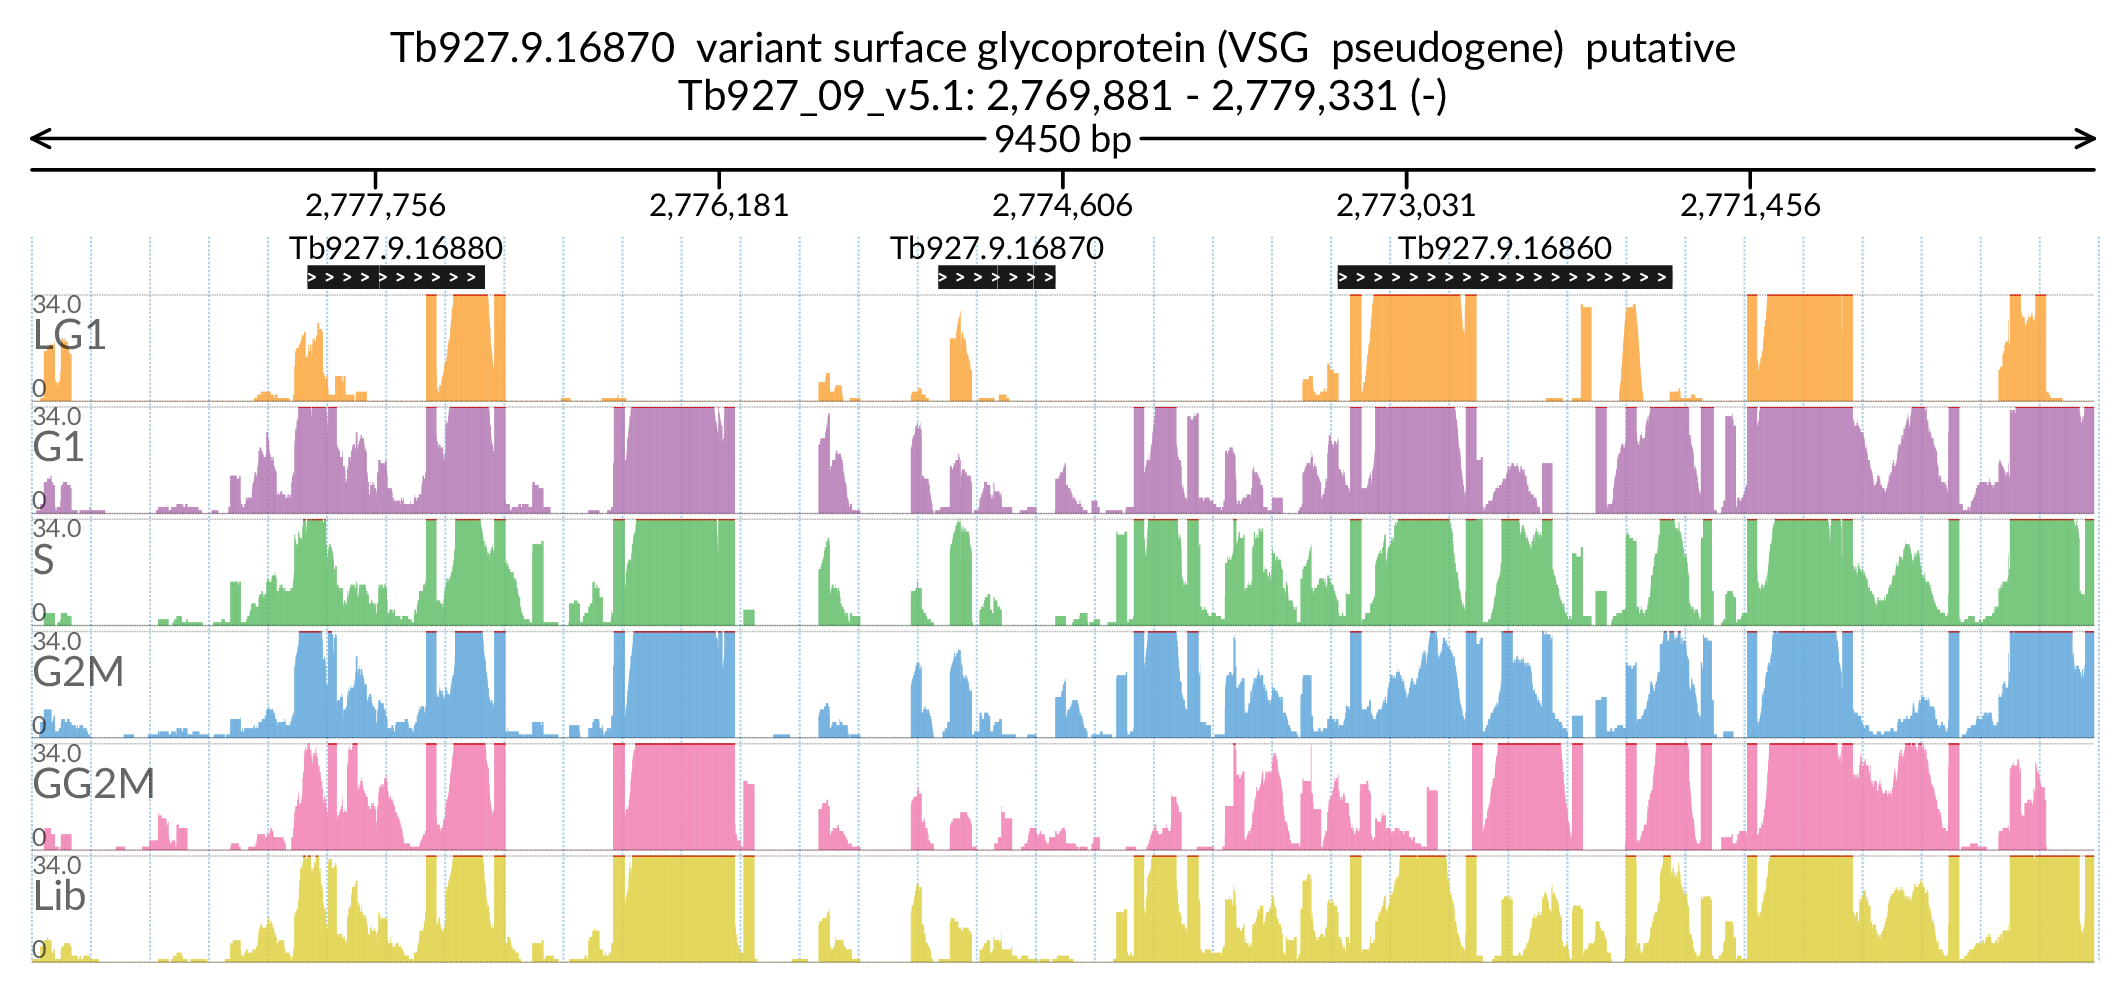 Tb927.9.16870  variant surface glycoprotein (VSG  pseudogene)  putative
Tb927_09_v5.1: 2,769,881 - 2,779,331 (-)
9450 bp
2,777,756 2,776,181 2,774,606 2,773,031 2,771,456
Tb927.9.16880 Tb927.9.16870 Tb927.9.16860
34.0
LG1
0
34.0
G1
0
34.0
S
0
34.0
G2M
0
34.0
GG2M
0
34.0
Lib
0